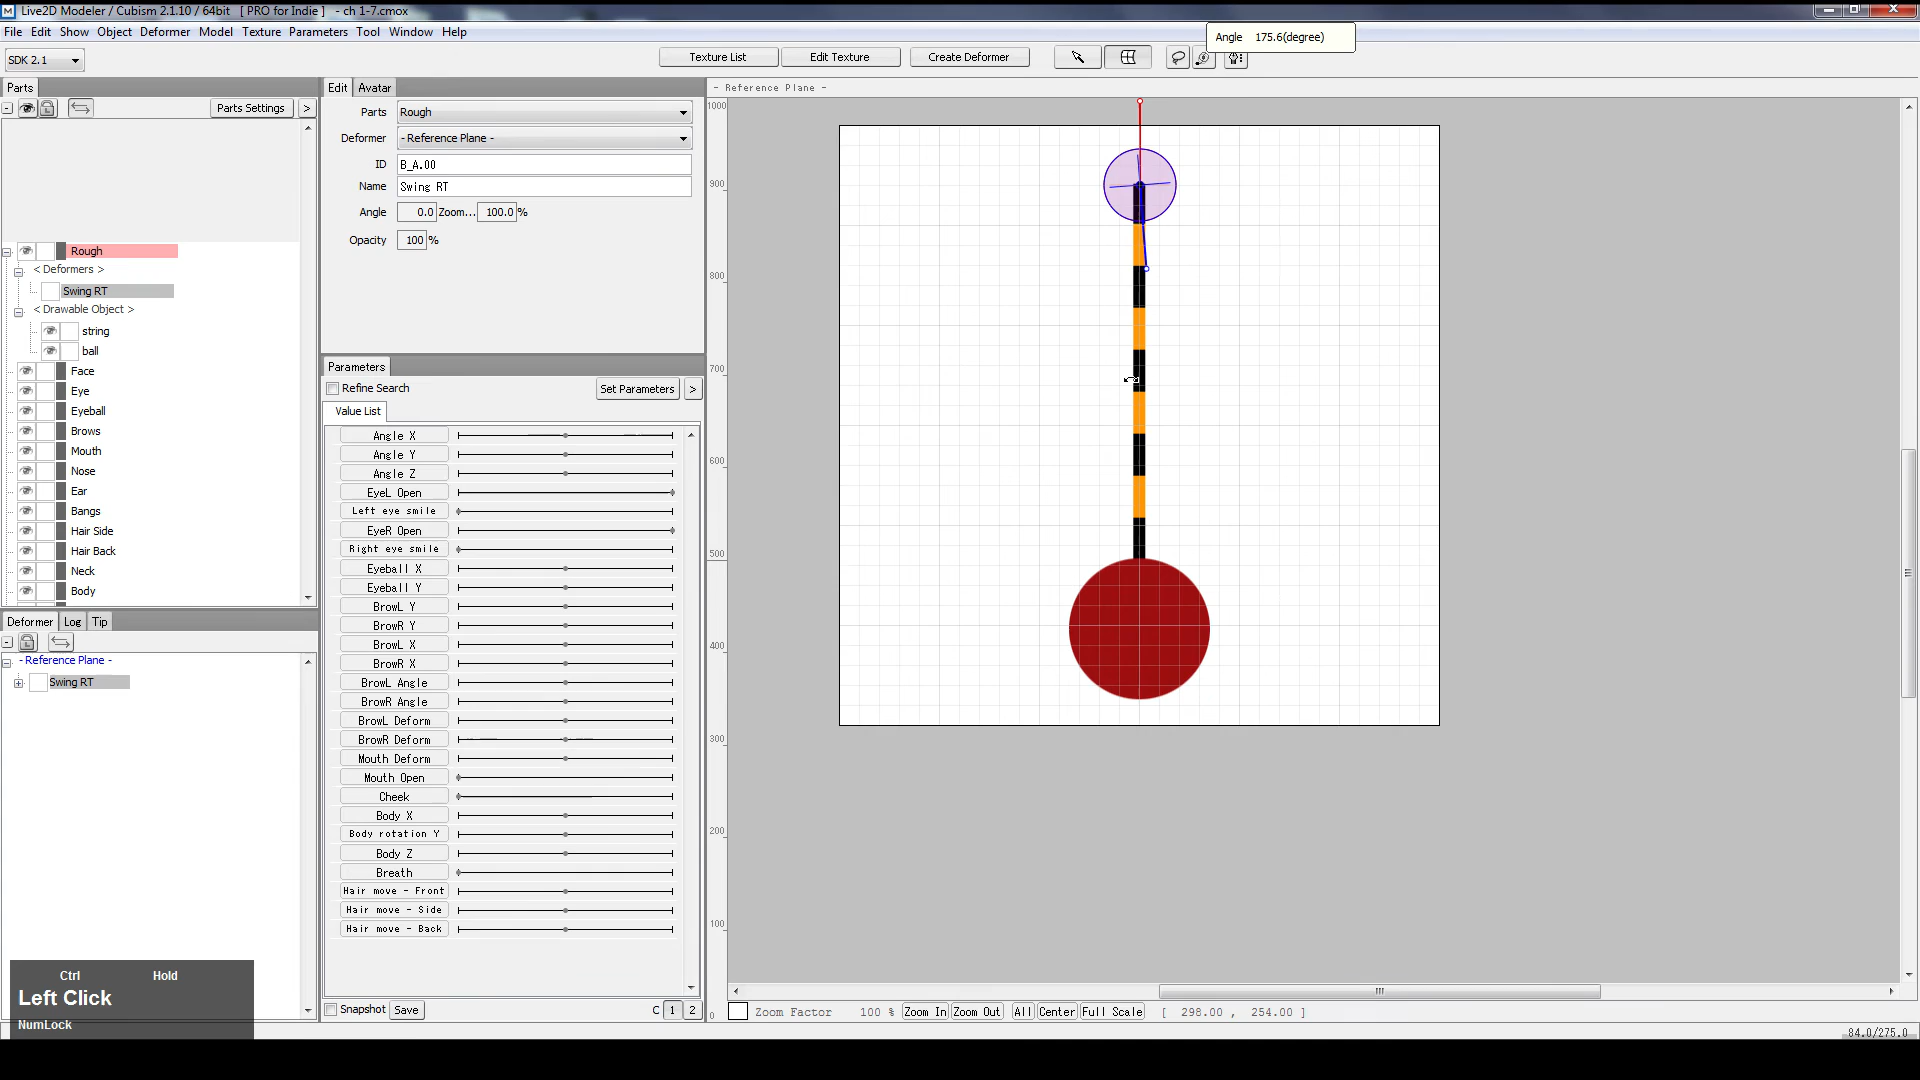 Live2D Modeler / Cubism 2.1.10 / 64bit   [ PRO for Indie ]   - ch 1-7.cmox
File Edit Show Object Deformer Model Texture Parameters Tool Window Help
Angle 175.6(degree)
SDK 2.1
Texture List
Edit Texture
Create Deformer
Parts
Parts Settings >
Rough
< Deformers >
Swing RT
< Drawable Object >
string
ball
Face
Eye
Eyeball
Brows
Mouth
Nose
Ear
Bangs
Hair Side
Hair Back
Neck
Body
Deformer Log Tip
- Reference Plane -
Swing RT
Ctrl Hold
Left Click
NumLock
Edit Avatar
Parts Rough
Deformer - Reference Plane -
ID B_A.00
Name Swing RT
Angle 0.0 Zoom... 100.0 %
Opacity 100 %
Parameters
Refine Search
Set Parameters >
Value List
Angle X
Angle Y
Angle Z
EyeL Open
Left eye smile
EyeR Open
Right eye smile
Eyeball X
Eyeball Y
BrowL Y
BrowR Y
BrowL X
BrowR X
BrowL Angle
BrowR Angle
BrowL Deform
BrowR Deform
Mouth Deform
Mouth Open
Cheek
Body X
Body rotation Y
Body Z
Breath
Hair move - Front
Hair move - Side
Hair move - Back
Snapshot Save C 1 2
- Reference Plane -
1000
900
800
700
600
500
400
300
200
100
0
Zoom Factor 100 % Zoom In Zoom Out All Center Full Scale [ 298.00 , 254.00 ]
84.0/275.0